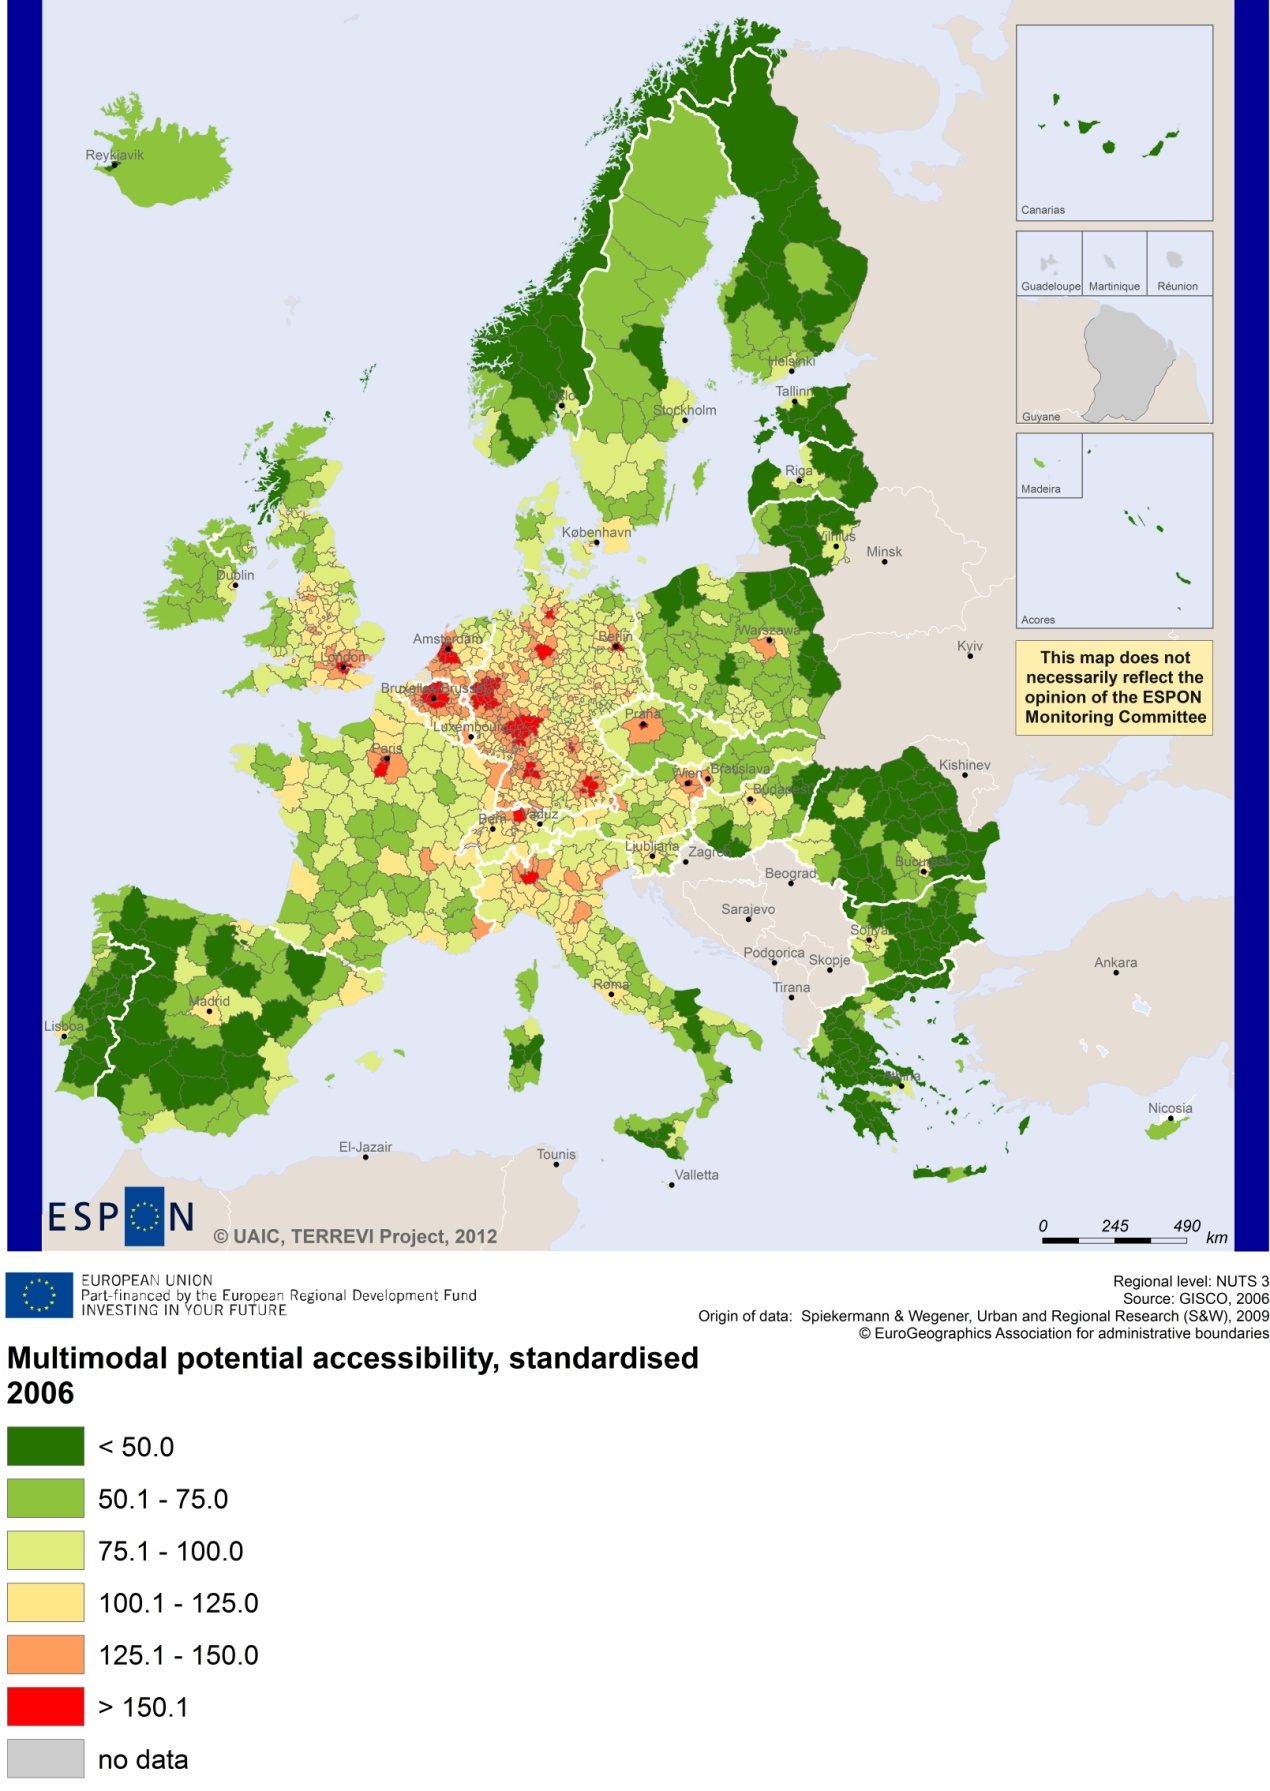 Reykjavik
Canarias
Guadeloupe
Martinique
Réunion
Guyane
Madeira
Acores
Helsinki
Tallinn
Oslo
Stockholm
Riga
København
Vilnius
Minsk
Dublin
Amsterdam
Berlin
Warszawa
London
Kyiv
This map does not
necessarily reflect the
opinion of the ESPON
Monitoring Committee
Luxembourg
Praha
Paris
Wien
Bratislava
Kishinev
Budapest
Bern
Vaduz
Ljubljana
Zagreb
Bucuresti
Beograd
Sarajevo
Sofiya
Podgorica
Skopje
Ankara
Roma
Tirana
Madrid
Lisboa
Nicosia
El-Jazair
Tounis
Valletta
ESPON
© UAIC, TERREVI Project, 2012
0 245 490 km
EUROPEAN UNION
Part-financed by the European Regional Development Fund
INVESTING IN YOUR FUTURE
Regional level: NUTS 3
Source: GISCO, 2006
Origin of data: Spiekermann & Wegener, Urban and Regional Research (S&W), 2009
© EuroGeographics Association for administrative boundaries
Multimodal potential accessibility, standardised
2006
< 50.0
50.1 - 75.0
75.1 - 100.0
100.1 - 125.0
125.1 - 150.0
> 150.1
no data